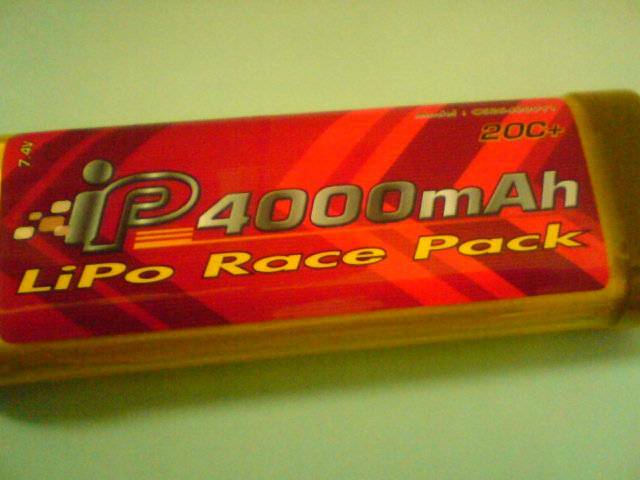 20C+
7.4V
iP 4000mAh
LiPo Race Pack